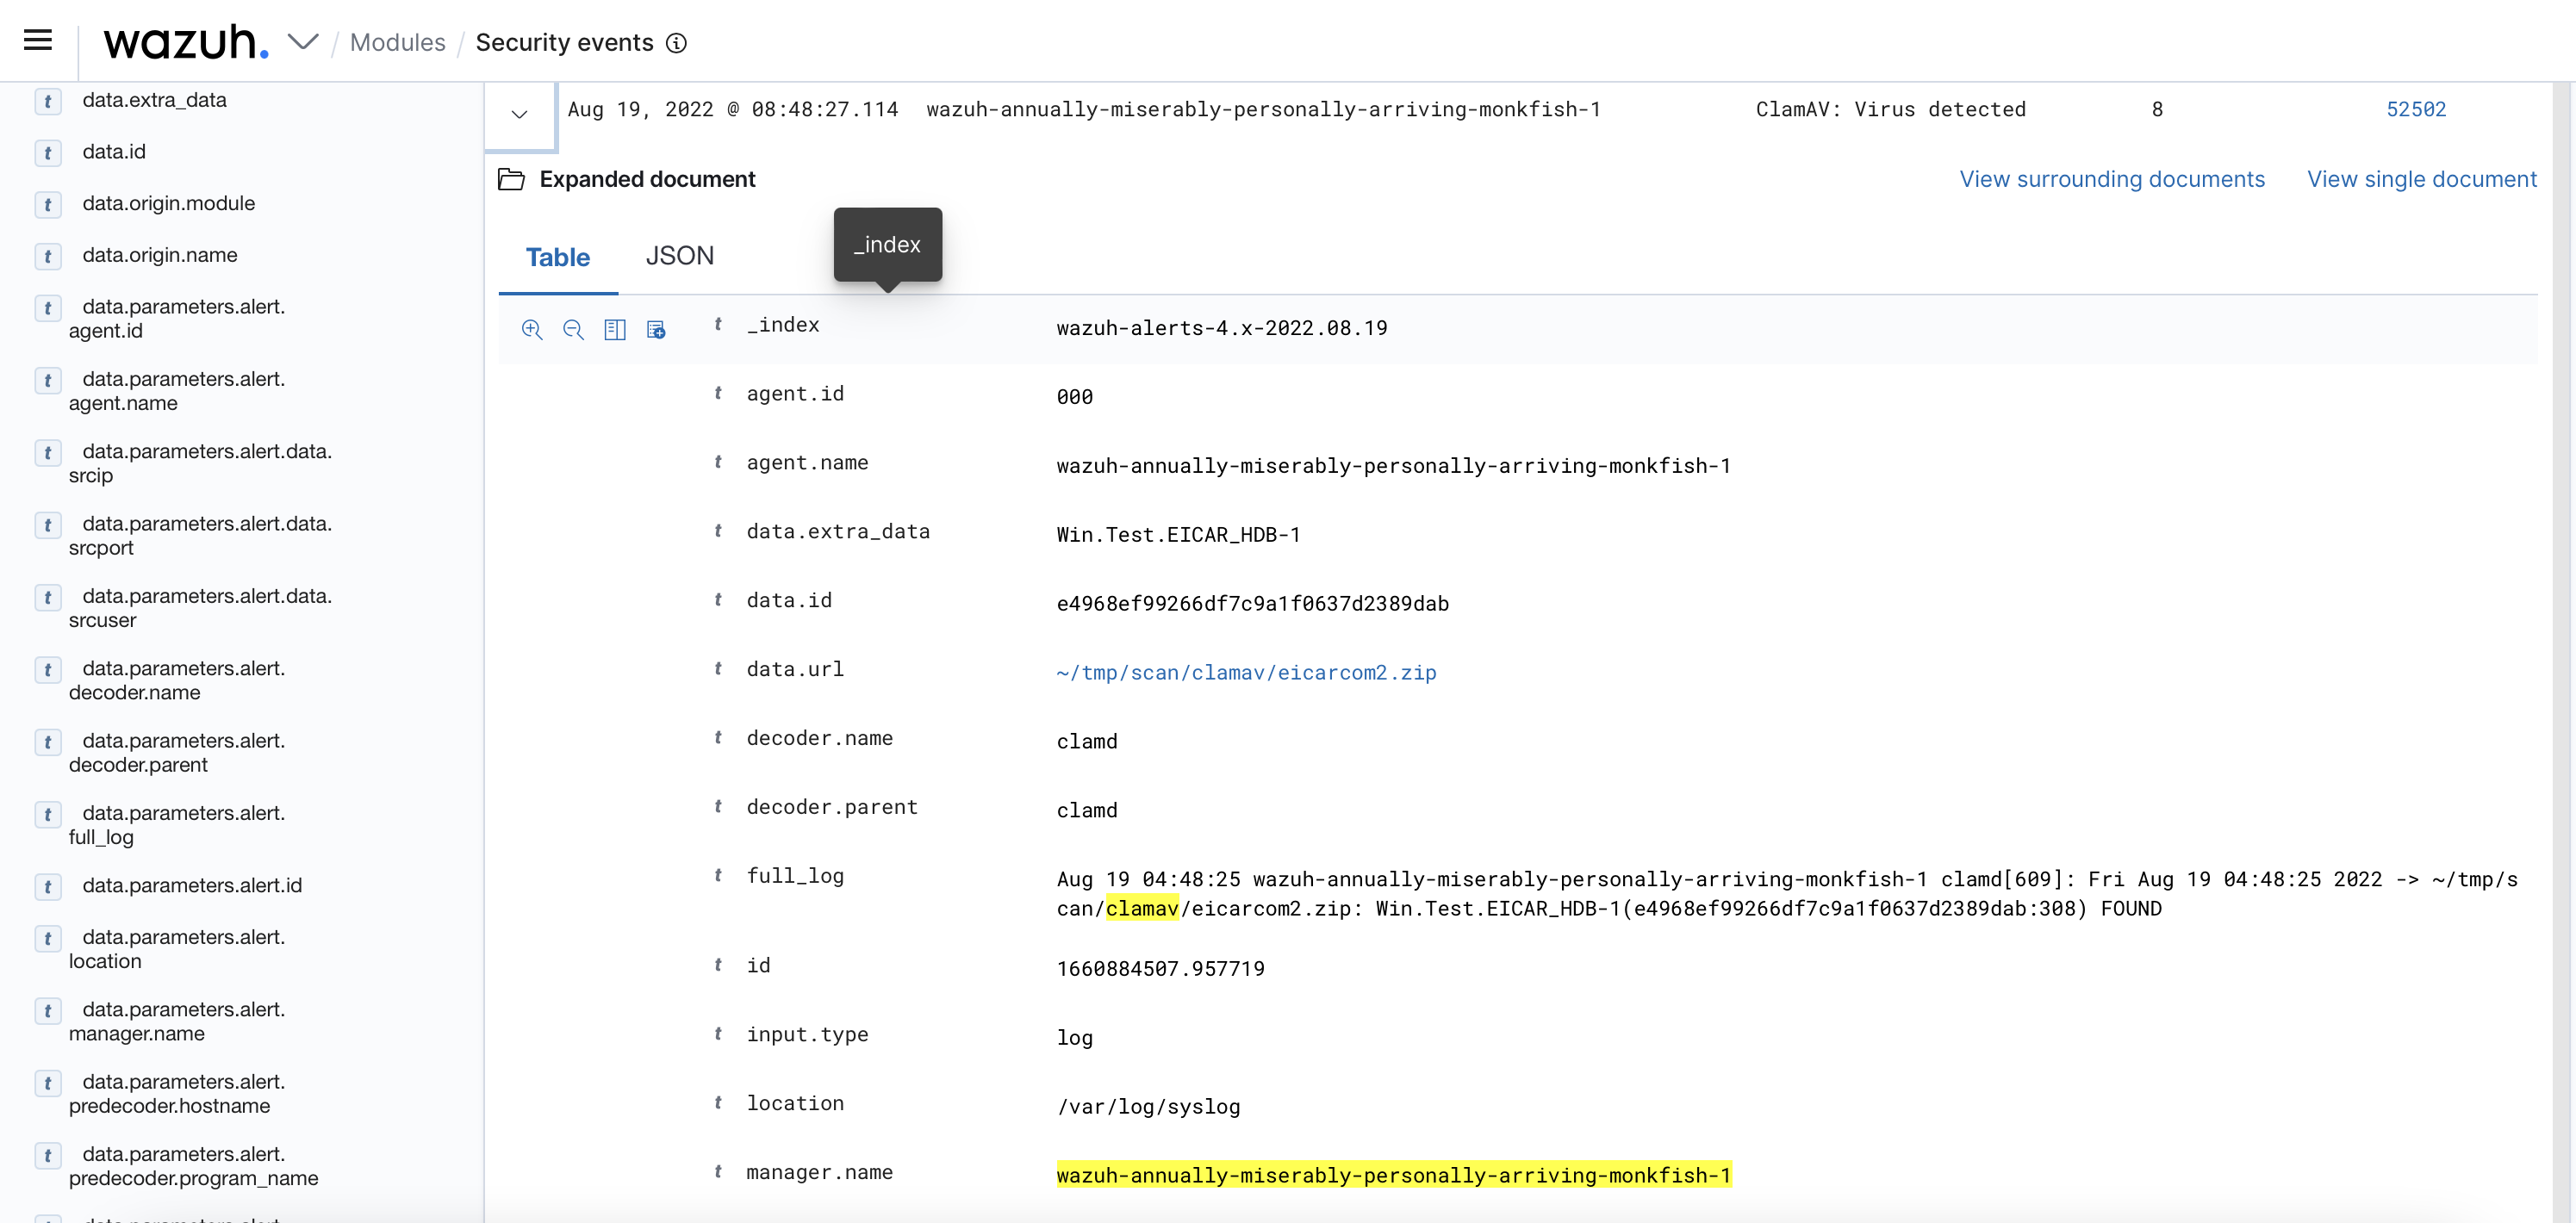 wazuh. / Modules / Security events
data.extra_data
data.id
data.origin.module
data.origin.name
data.parameters.alert.
agent.id
data.parameters.alert.
agent.name
data.parameters.alert.data.
srcip
data.parameters.alert.data.
srcport
data.parameters.alert.data.
srcuser
data.parameters.alert.
decoder.name
data.parameters.alert.
decoder.parent
data.parameters.alert.
full_log
data.parameters.alert.id
data.parameters.alert.
location
data.parameters.alert.
manager.name
data.parameters.alert.
predecoder.hostname
data.parameters.alert.
predecoder.program_name
Aug 19, 2022 @ 08:48:27.114 wazuh-annually-miserably-personally-arriving-monkfish-1 ClamAV: Virus detected 8 52502
Expanded document View surrounding documents View single document
_index
Table JSON
t _index wazuh-alerts-4.x-2022.08.19
t agent.id 000
t agent.name wazuh-annually-miserably-personally-arriving-monkfish-1
t data.extra_data Win.Test.EICAR_HDB-1
t data.id e4968ef99266df7c9a1f0637d2389dab
t data.url ~/tmp/scan/clamav/eicarcom2.zip
t decoder.name clamd
t decoder.parent clamd
t full_log Aug 19 04:48:25 wazuh-annually-miserably-personally-arriving-monkfish-1 clamd[609]: Fri Aug 19 04:48:25 2022 -> ~/tmp/s
can/clamav/eicarcom2.zip: Win.Test.EICAR_HDB-1(e4968ef99266df7c9a1f0637d2389dab:308) FOUND
t id 1660884507.957719
t input.type log
t location /var/log/syslog
t manager.name wazuh-annually-miserably-personally-arriving-monkfish-1